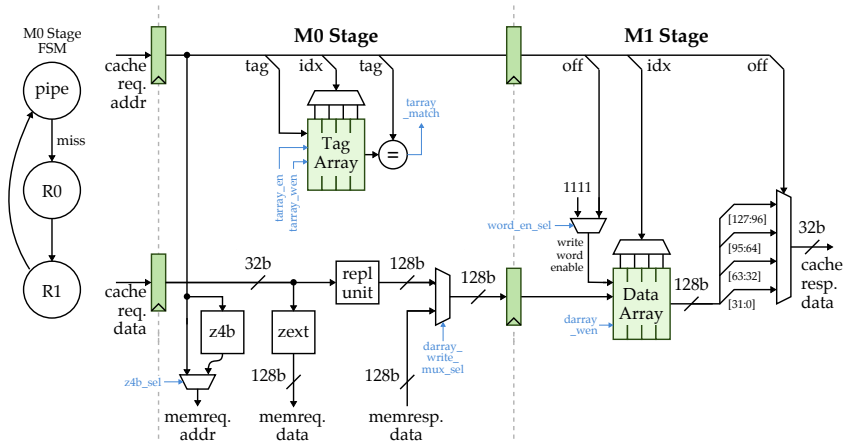 M0 Stage
FSM
pipe
miss
R0
R1
M0 Stage
M1 Stage
cache
req.
addr
tag
idx
tag
off
idx
off
tarray
_match
Tag
Array
=
tarray_en
tarray_wen
1111
word_en_sel
write
word
enable
[127:96]
[95:64]
[63:32]
[31:0]
32b
cache
resp.
data
cache
req.
data
32b
repl
unit
128b
128b
Data
Array
128b
darray
_wen
z4b
zext
darray_
write_
mux_sel
z4b_sel
128b
128b
memreq.
addr
memreq.
data
memresp.
data